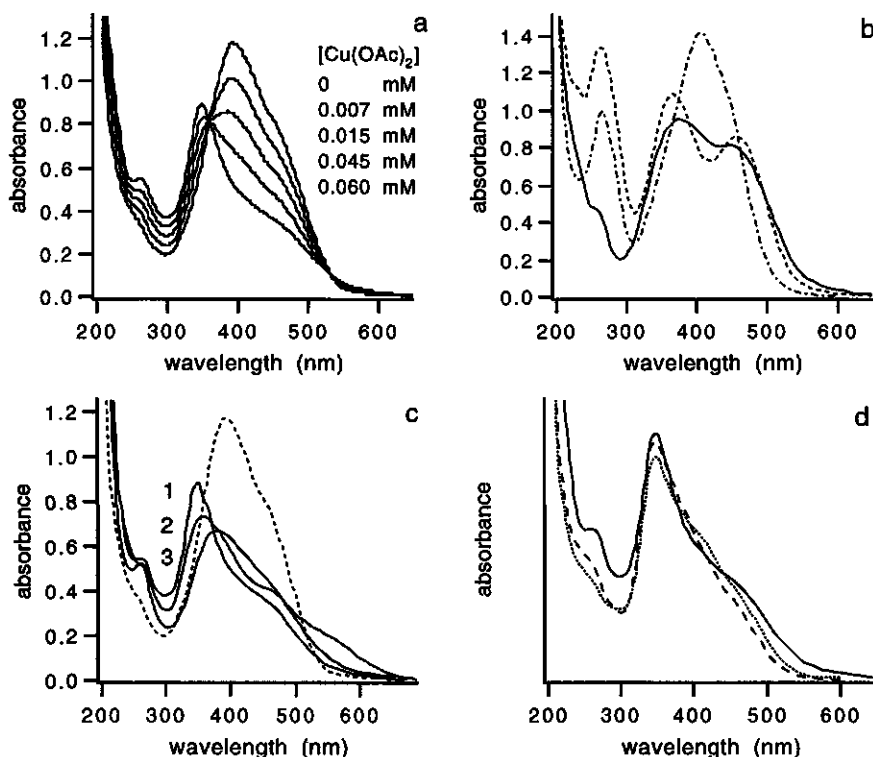 a
[Cu(OAc)2]
0 mM
0.007 mM
0.015 mM
0.045 mM
0.060 mM
1.2
1.0
0.8
0.6
0.4
0.2
0.0
absorbance
200 300 400 500 600
wavelength (nm)
b
1.4
1.2
1.0
0.8
0.6
0.4
0.2
0.0
absorbance
200 300 400 500 600
wavelength (nm)
c
1
2
3
1.2
1.0
0.8
0.6
0.4
0.2
0.0
absorbance
200 300 400 500 600
wavelength (nm)
d
absorbance
200 300 400 500 600
wavelength (nm)